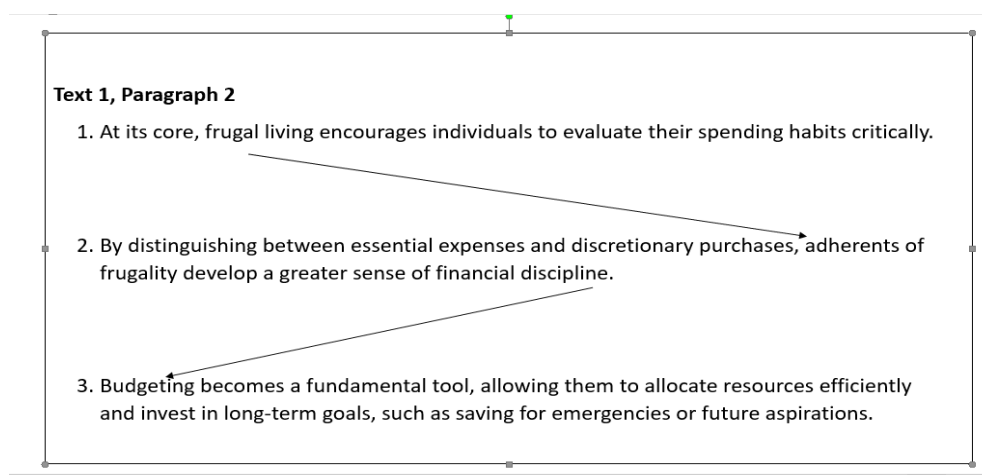 Text 1, Paragraph 2
1. At its core, frugal living encourages individuals to evaluate their spending habits critically.
2. By distinguishing between essential expenses and discretionary purchases, adherents of
frugality develop a greater sense of financial discipline.
3. Budgeting becomes a fundamental tool, allowing them to allocate resources efficiently
and invest in long-term goals, such as saving for emergencies or future aspirations.